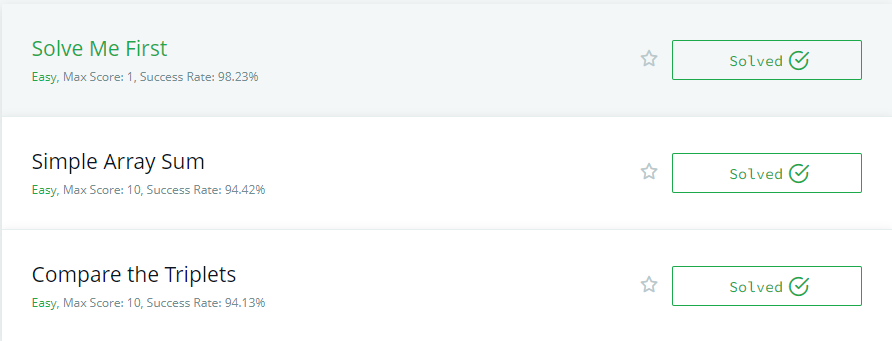 Solve Me First
Solved
Easy, Max Score: 1, Success Rate: 98.23%
Simple Array Sum
Solved
Easy, Max Score: 10, Success Rate: 94.42%
Compare the Triplets
Solved
Easy, Max Score: 10, Success Rate: 94.13%